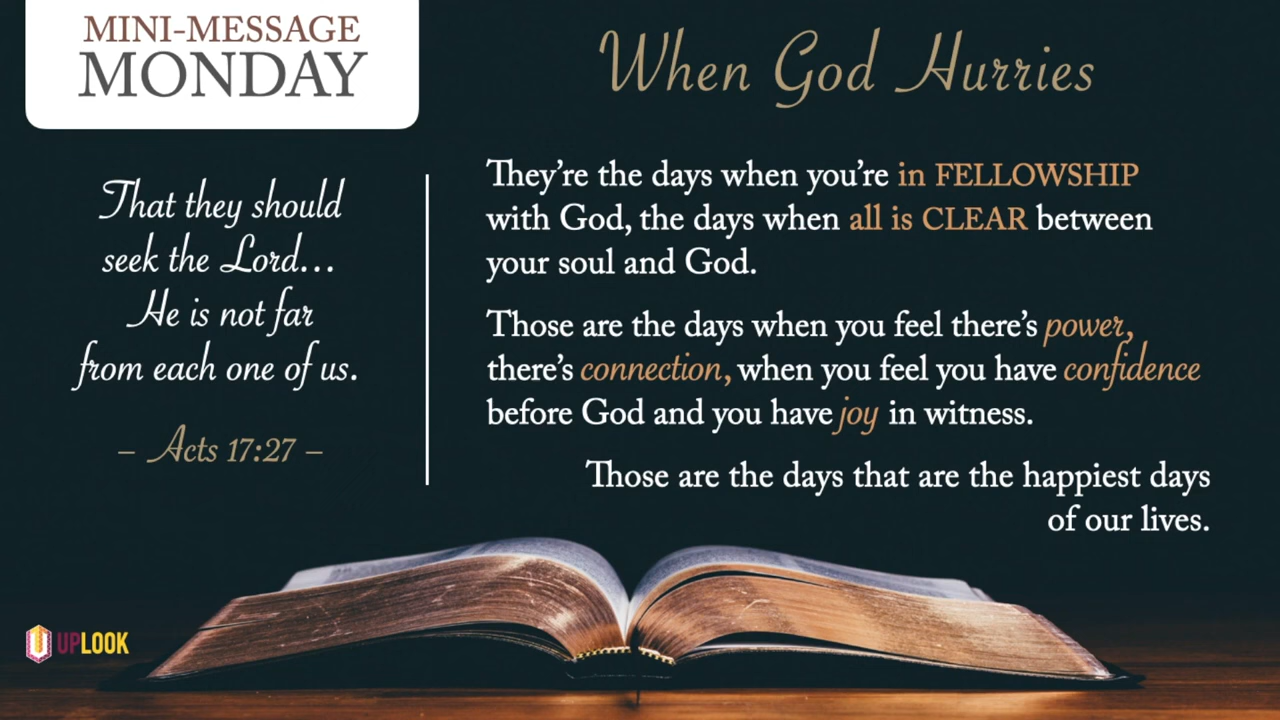 MINI-MESSAGE
MONDAY
When God Hurries
That they should
seek the Lord...
He is not far
from each one of us.
– Acts 17:27 –
They're the days when you're in FELLOWSHIP
with God, the days when all is CLEAR between
your soul and God.
Those are the days when you feel there's power,
there's connection, when you feel you have confidence
before God and you have joy in witness.
Those are the days that are the happiest days
of our lives.
UPLOOK